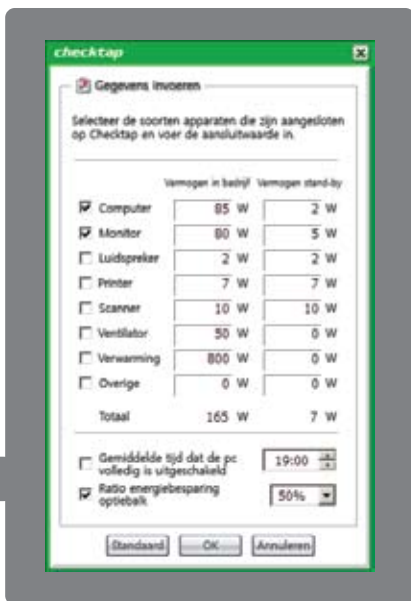 checktap
Gegevens invoeren
Selecteer de soorten apparaten die zijn aangesloten
op Checktap en voer de aansluitwaarde in.
Vermogen in bedrijf Vermogen stand-by
Computer 85 W 2 W
Monitor 80 W 5 W
Luidspreker 2 W 2 W
Printer 7 W 7 W
Scanner 10 W 10 W
Ventilator 50 W 0 W
Verwarming 800 W 0 W
Overige 0 W 0 W
Totaal 165 W 7 W
Gemiddelde tijd dat de pc
volledig is uitgeschakeld 19:00
Ratio energiebesparing
optiebalk 50%
Standaard OK Annuleren